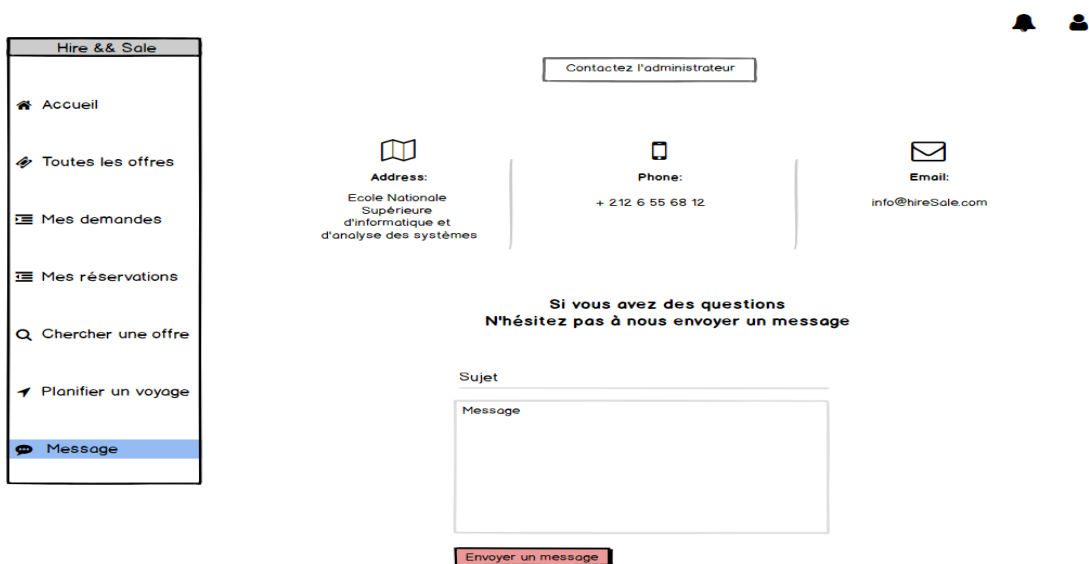 Hire && Sale
Accueil
Toutes les offres
Mes demandes
Mes réservations
Chercher une offre
Planifier un voyage
Message
Contactez l'administrateur
Address:
Ecole Nationale
Supérieure
d'informatique et
d'analyse des systèmes
Phone:
+ 212 6 55 68 12
Email:
info@hireSale.com
Si vous avez des questions
N'hésitez pas à nous envoyer un message
Sujet
Message
Envoyer un message